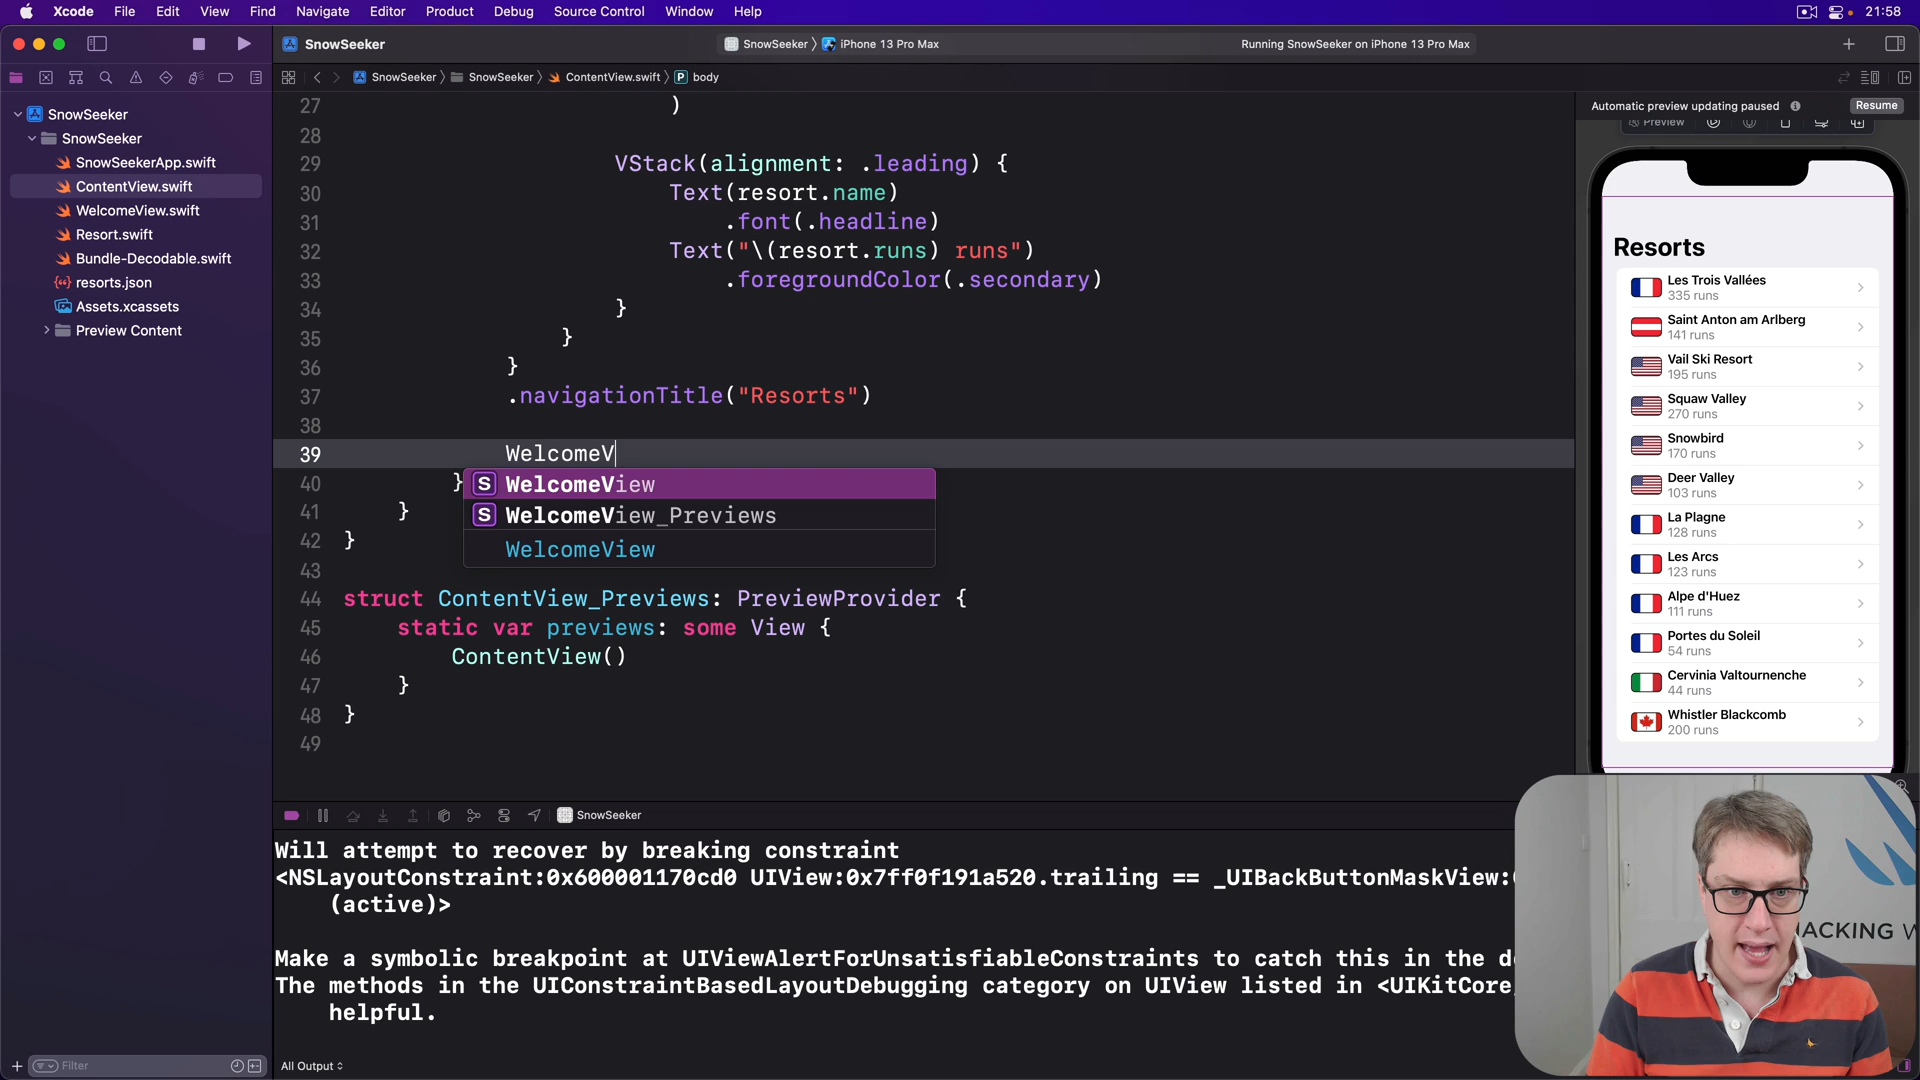 Xcode File Edit View Find Navigate Editor Product Debug Source Control Window Help 21:58
SnowSeeker SnowSeeker iPhone 13 Pro Max Running SnowSeeker on iPhone 13 Pro Max
SnowSeeker SnowSeeker ContentView.swift P body
SnowSeeker
SnowSeeker
SnowSeekerApp.swift
ContentView.swift
WelcomeView.swift
Resort.swift
Bundle-Decodable.swift
resorts.json
Assets.xcassets
Preview Content
Filter
27 )
28
29 VStack(alignment: .leading) {
30 Text(resort.name)
31 .font(.headline)
32 Text("\(resort.runs) runs")
33 .foregroundColor(.secondary)
34 }
35 }
36 }
37 .navigationTitle("Resorts")
38
39 WelcomeV
40 }
41 }
42 }
43
44 struct ContentView_Previews: PreviewProvider {
45 static var previews: some View {
46 ContentView()
47 }
48 }
49
S WelcomeView
S WelcomeView_Previews
WelcomeView
SnowSeeker
Will attempt to recover by breaking constraint
<NSLayoutConstraint:0x600001170cd0 UIView:0x7ff0f191a520.trailing == _UIBackButtonMaskView:
(active)>
Make a symbolic breakpoint at UIViewAlertForUnsatisfiableConstraints to catch this in the
The methods in the UIConstraintBasedLayoutDebugging category on UIView listed in <UIKitCore
helpful.
All Output
Automatic preview updating paused Resume
Preview
Resorts
Les Trois Vallées
335 runs
Saint Anton am Arlberg
141 runs
Vail Ski Resort
195 runs
Squaw Valley
270 runs
Snowbird
170 runs
Deer Valley
103 runs
La Plagne
128 runs
Les Arcs
123 runs
Alpe d'Huez
111 runs
Portes du Soleil
54 runs
Cervinia Valtournenche
44 runs
Whistler Blackcomb
200 runs
HACKING W